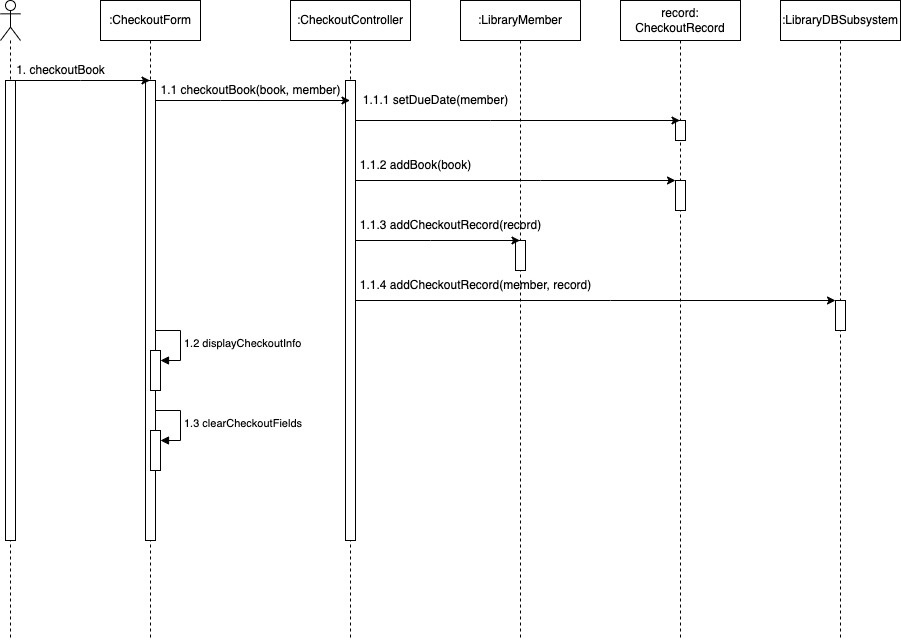 :CheckoutForm
:CheckoutController
:LibraryMember
record:
CheckoutRecord
:LibraryDBSubsystem
1. checkoutBook
1.1 checkoutBook(book, member)
1.1.1 setDueDate(member)
1.1.2 addBook(book)
1.1.3 addCheckoutRecord(record)
1.1.4 addCheckoutRecord(member, record)
1.2 displayCheckoutInfo
1.3 clearCheckoutFields